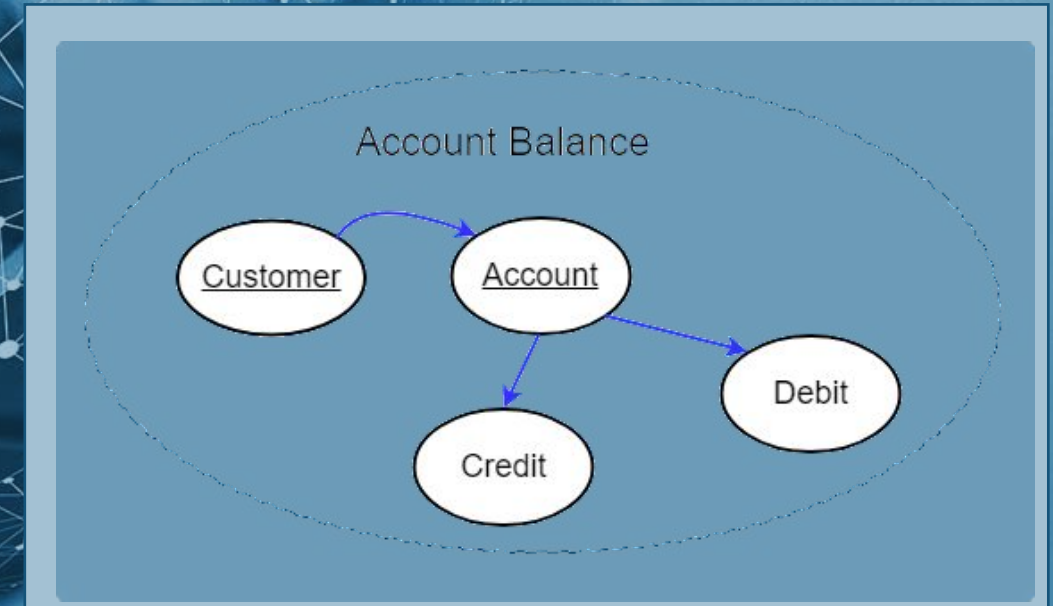 Account Balance
Customer
Account
Debit
Credit